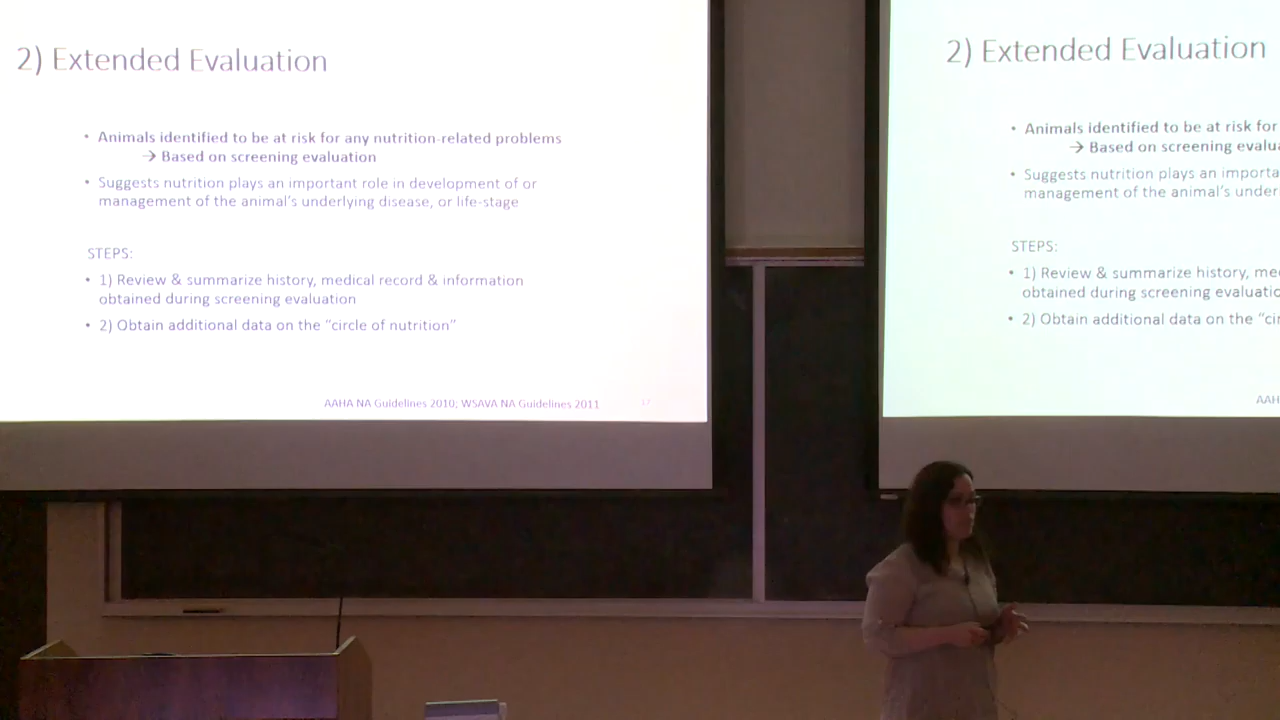 2) Extended Evaluation
• Animals identified to be at risk for any nutrition-related problems
→ Based on screening evaluation
• Suggests nutrition plays an important role in development of or
management of the animal's underlying disease, or life-stage
STEPS:
• 1) Review & summarize history, medical record & information
obtained during screening evaluation
• 2) Obtain additional data on the "circle of nutrition"
AAHA NA Guidelines 2010; WSAVA NA Guidelines 2011
2) Extended Evaluation
• Animals identified to be at risk for
→ Based on screening evalua
• Suggests nutrition plays an importa
management of the animal's under
STEPS:
• 1) Review & summarize history, me
obtained during screening evaluatio
• 2) Obtain additional data on the "cir
AAH